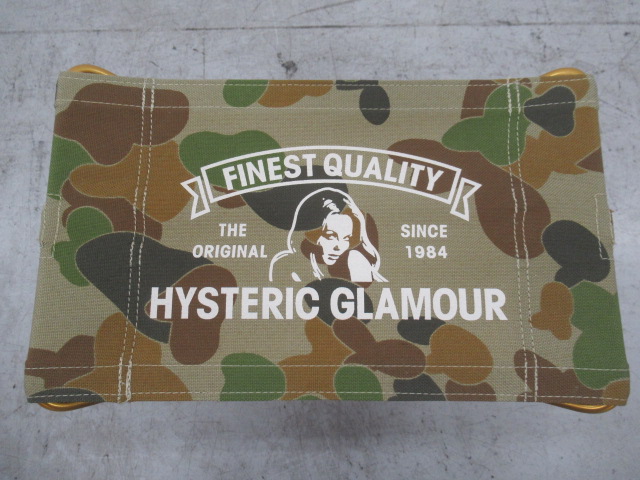 FINEST QUALITY
THE ORIGINAL
SINCE 1984
HYSTERIC GLAMOUR